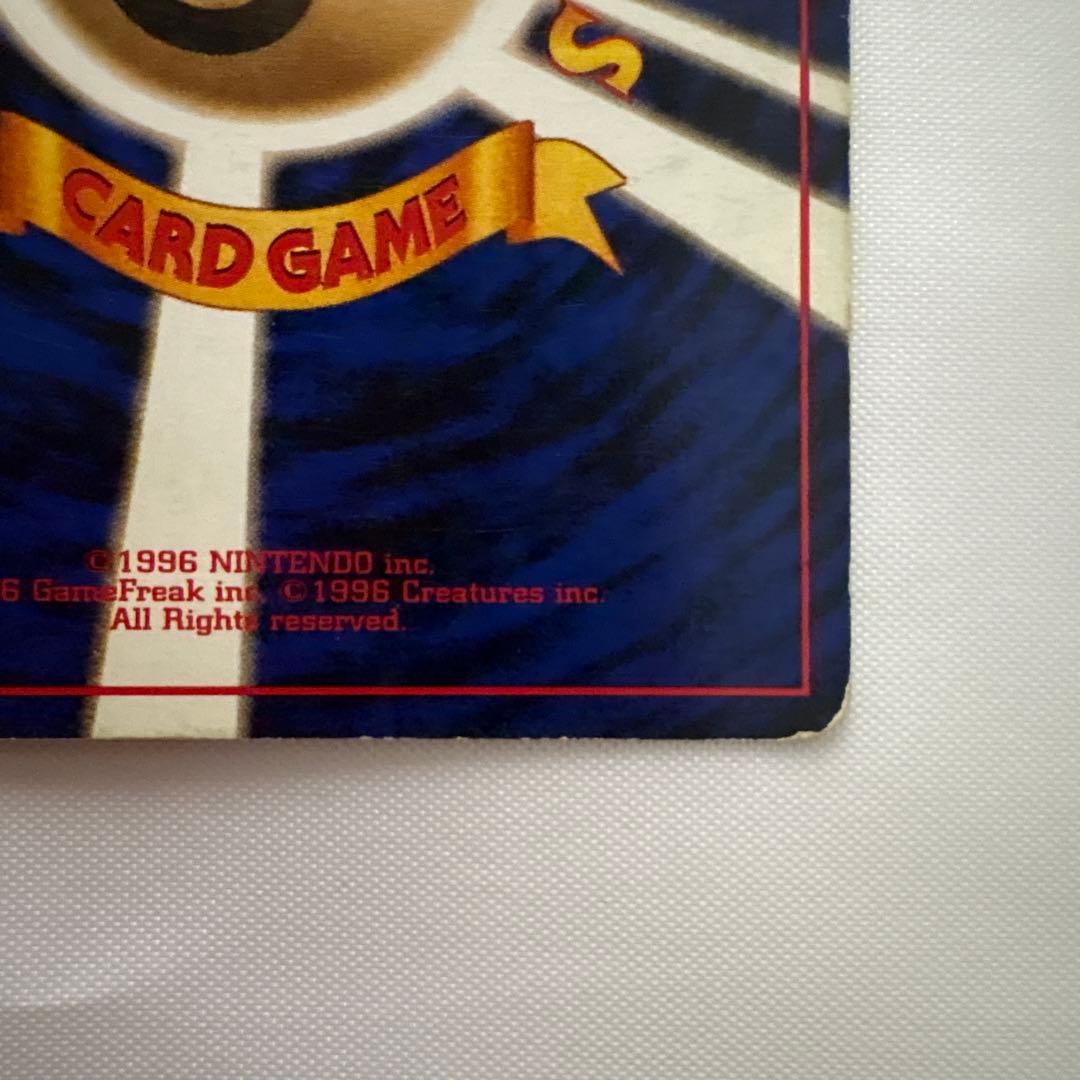 S
CARD GAME
©1996 NINTENDO inc.
6 GameFreak inc. ©1996 Creatures inc.
All Rights reserved.